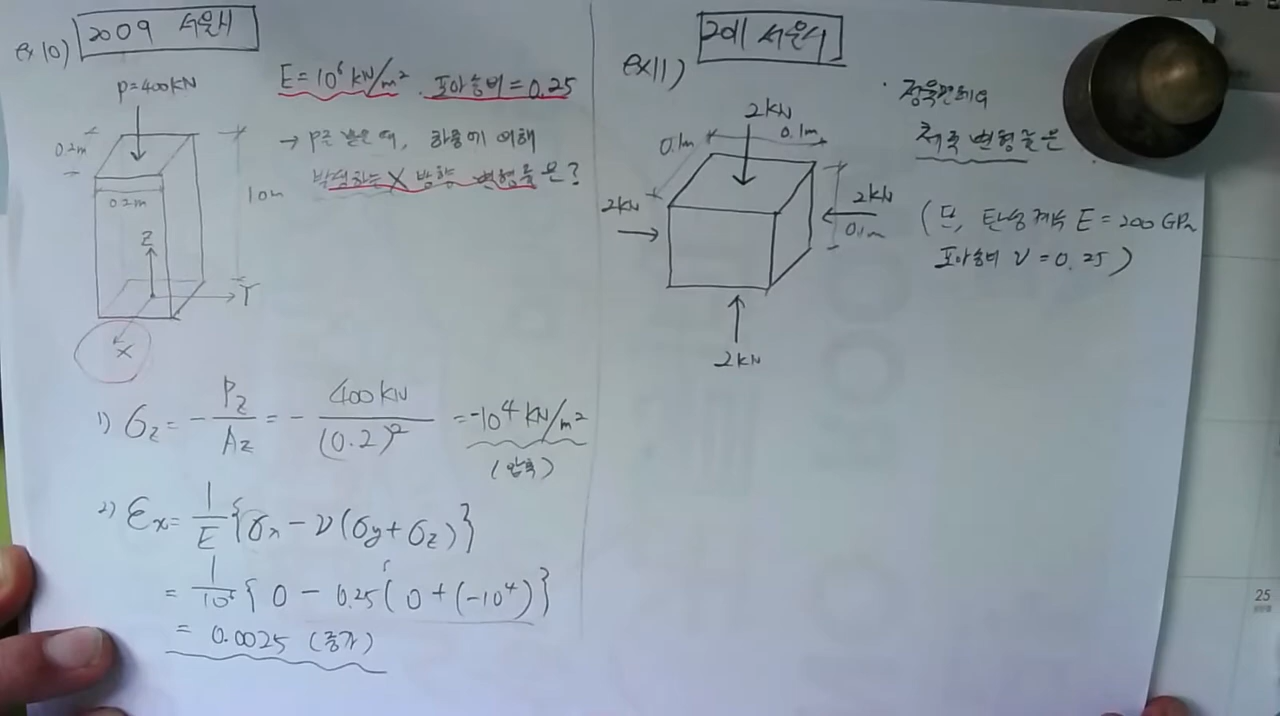 ex10) 2009 서울시
P=400kN
E=10⁶ kN/m². 포아송비=0.25
→ P를 받을 때, 하중에 의해
발생하는 X 방향 변형률은?
0.2m
0.2m
1.0m
Z
Y
X
1) σz = - Pz/Az = - 400kN/(0.2)² = -10⁴ kN/m²
(압축)
2) εx = 1/E {σx - ν(σy + σz)}
= 1/10⁶ { 0 - 0.25( 0 + (-10⁴)}
= 0.0025 (증가)
ex11) 2011 서울시
· 정육면체의
체적 변형률은
(단, 탄성계수 E = 200 GPa
포아송비 ν = 0.25)
2kN
0.1m
0.1m
2kN
2kN
0.1m
2kN
25